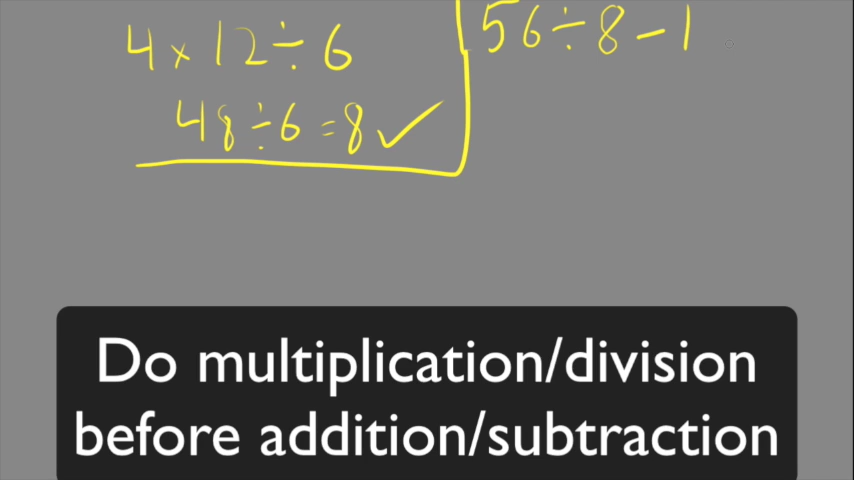 4 × 12 ÷ 6
48 ÷ 6 = 8 ✓
56 ÷ 8 – 1
Do multiplication/division
before addition/subtraction